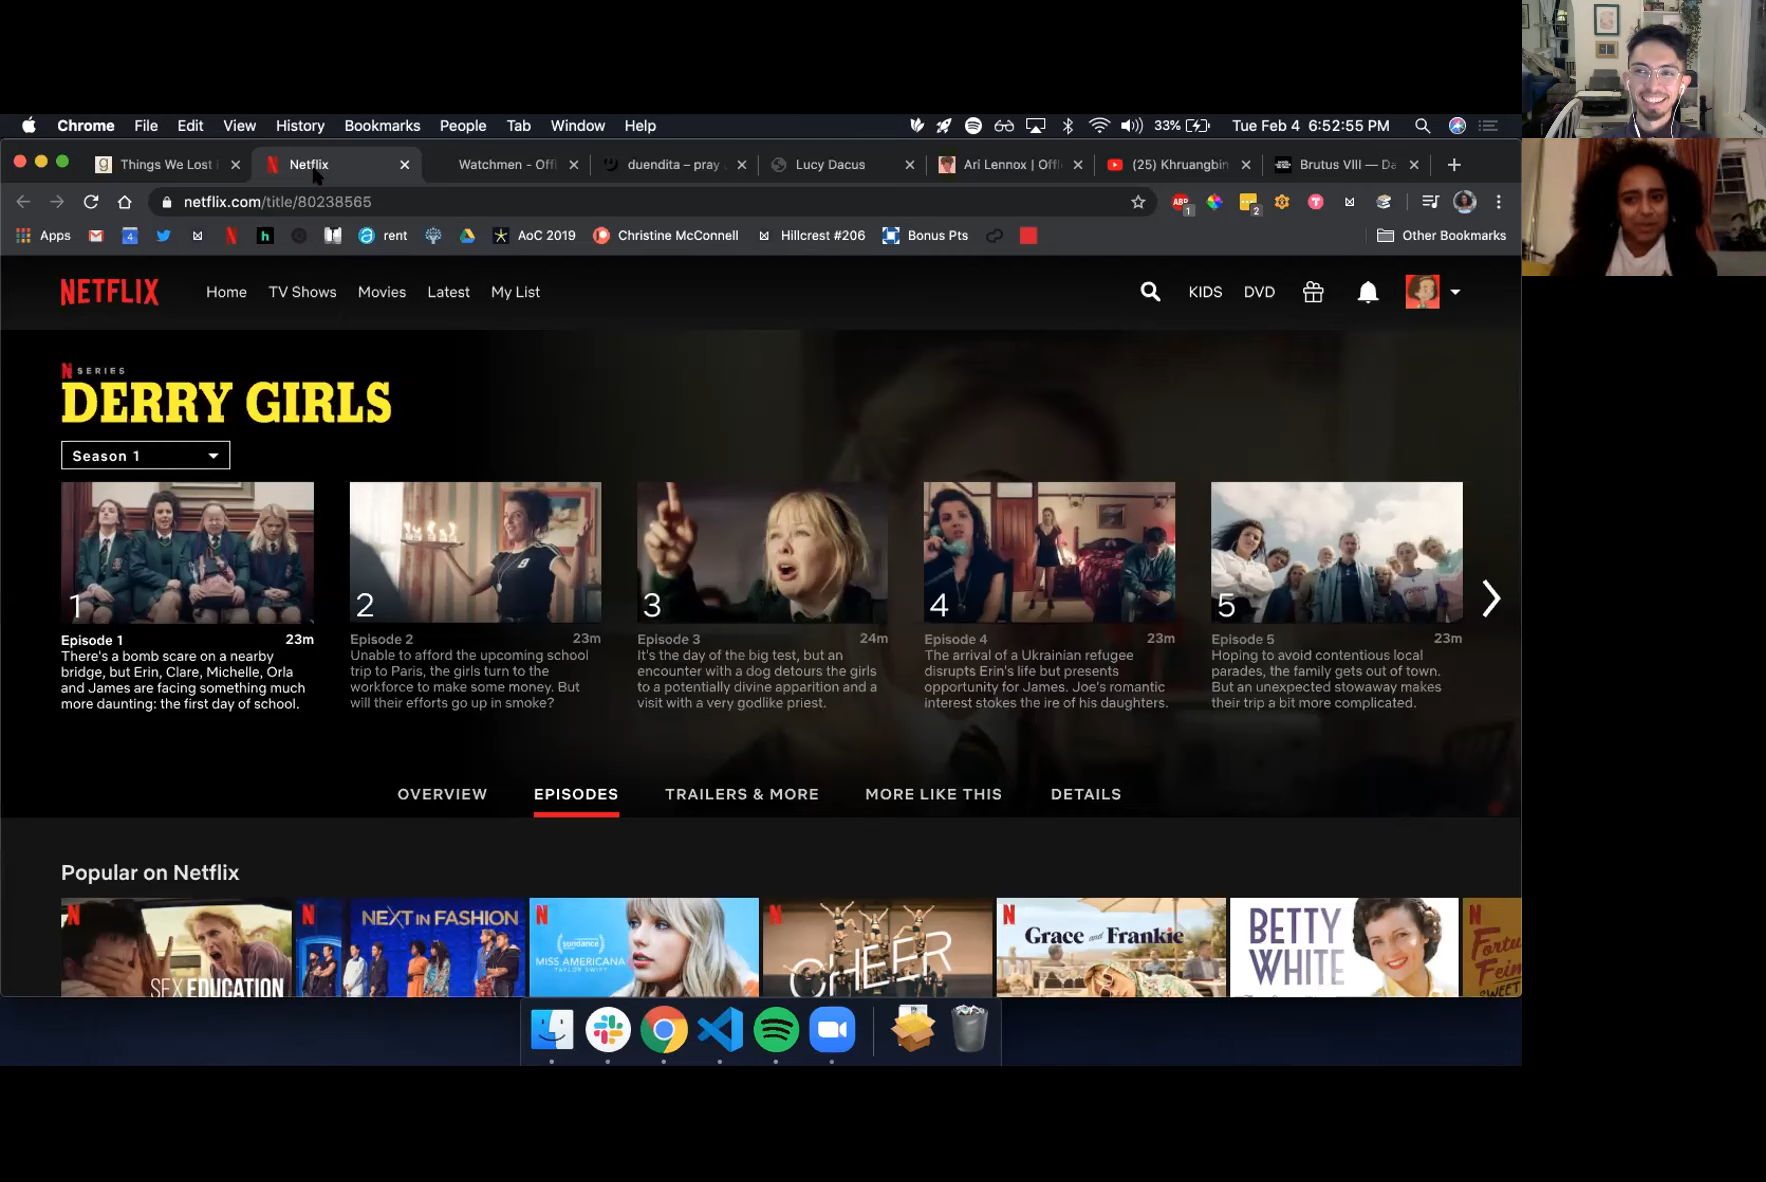 Chrome File Edit View History Bookmarks People Tab Window Help 33% Tue Feb 4 6:52:55 PM
Things We Lost i Netflix Watchmen - Offi duendita – pray Lucy Dacus Ari Lennox | Offi (25) Khruangbin Brutus VIII — Da
netflix.com/title/80238565
Apps rent AoC 2019 Christine McConnell Hillcrest #206 Bonus Pts Other Bookmarks
NETFLIX Home TV Shows Movies Latest My List KIDS DVD
N SERIES
DERRY GIRLS
Season 1
1
Episode 1 23m
There's a bomb scare on a nearby
bridge, but Erin, Clare, Michelle, Orla
and James are facing something much
more daunting: the first day of school.
2
Episode 2 23m
Unable to afford the upcoming school
trip to Paris, the girls turn to the
workforce to make some money. But
will their efforts go up in smoke?
3
Episode 3 24m
It's the day of the big test, but an
encounter with a dog detours the girls
to a potentially divine apparition and a
visit with a very godlike priest.
4
Episode 4 23m
The arrival of a Ukrainian refugee
disrupts Erin's life but presents
opportunity for James. Joe's romantic
interest stokes the ire of his daughters.
5
Episode 5 23m
Hoping to avoid contentious local
parades, the family gets out of town.
But an unexpected stowaway makes
their trip a bit more complicated.
OVERVIEW EPISODES TRAILERS & MORE MORE LIKE THIS DETAILS
Popular on Netflix
SEX EDUCATION
NEXT IN FASHION
sundance
MISS AMERICANA
TAYLOR SWIFT
CHEER
Grace and Frankie
BETTY
WHITE
Fortu
Feim
SWEET